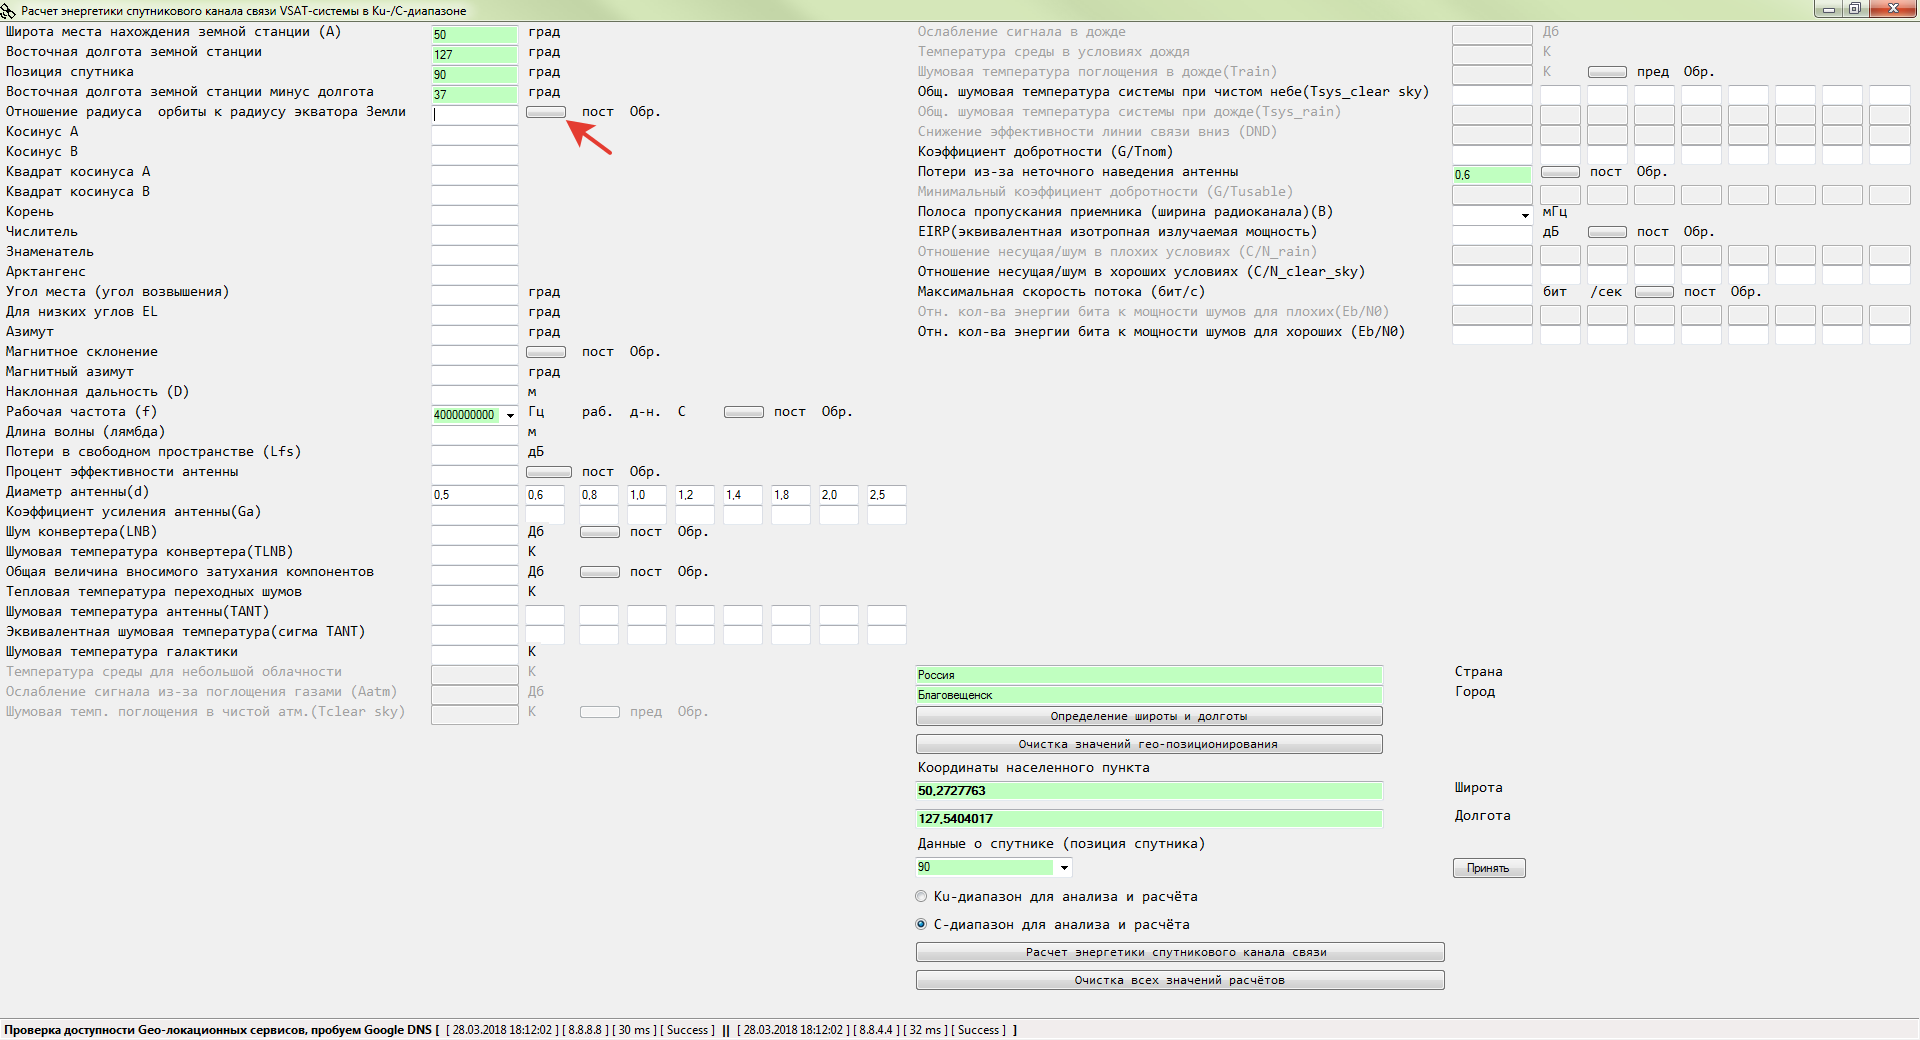 Расчет энергетики спутникового канала связи VSAT-системы в Ku-/C-диапазоне
Широта места нахождения земной станции (A) 50 град
Восточная долгота земной станции 127 град
Позиция спутника 90 град
Восточная долгота земной станции минус долгота 37 град
Отношение радиуса орбиты к радиусу экватора Земли пост Обр.
Косинус A
Косинус B
Квадрат косинуса A
Квадрат косинуса B
Корень
Числитель
Знаменатель
Арктангенс
Угол места (угол возвышения) град
Для низких углов EL град
Азимут град
Магнитное склонение пост Обр.
Магнитный азимут град
Наклонная дальность (D) м
Рабочая частота (f) 4000000000 Гц раб. д-н. C пост Обр.
Длина волны (лямбда) м
Потери в свободном пространстве (Lfs) дБ
Процент эффективности антенны пост Обр.
Диаметр антенны(d) 0,5 0,6 0,8 1,0 1,2 1,4 1,8 2,0 2,5
Коэффициент усиления антенны(Ga)
Шум конвертера(LNB) Дб пост Обр.
Шумовая температура конвертера(TLNB) К
Общая величина вносимого затухания компонентов Дб пост Обр.
Тепловая температура переходных шумов К
Шумовая температура антенны(TANT)
Эквивалентная шумовая температура(сигма TANT)
Шумовая температура галактики К
Температура среды для небольшой облачности К
Ослабление сигнала из-за поглощения газами (Aatm) Дб
Шумовая темп. поглощения в чистой атм.(Tclear sky) К пред Обр.
Ослабление сигнала в дожде Дб
Температура среды в условиях дождя К
Шумовая температура поглощения в дожде(Train) К пред Обр.
Общ. шумовая температура системы при чистом небе(Tsys_clear sky)
Общ. шумовая температура системы при дожде(Tsys_rain)
Снижение эффективности линии связи вниз (DND)
Коэффициент добротности (G/Tnom)
Потери из-за неточного наведения антенны 0,6 пост Обр.
Минимальный коэффициент добротности (G/Tusable)
Полоса пропускания приемника (ширина радиоканала)(B) мГц
EIRP(эквивалентная изотропная излучаемая мощность) дБ пост Обр.
Отношение несущая/шум в плохих условиях (C/N_rain)
Отношение несущая/шум в хороших условиях (C/N_clear_sky)
Максимальная скорость потока (бит/с) бит /сек пост Обр.
Отн. кол-ва энергии бита к мощности шумов для плохих(Eb/N0)
Отн. кол-ва энергии бита к мощности шумов для хороших (Eb/N0)
Россия Страна
Благовещенск Город
Определение широты и долготы
Очистка значений гео-позиционирования
Координаты населенного пункта
50,2727763 Широта
127,5404017 Долгота
Данные о спутнике (позиция спутника)
90 Принять
Ku-диапазон для анализа и расчёта
C-диапазон для анализа и расчёта
Расчет энергетики спутникового канала связи
Очистка всех значений расчётов
Проверка доступности Geo-локационных сервисов, пробуем Google DNS [ [ 28.03.2018 18:12:02 ] [ 8.8.8.8 ] [ 30 ms ] [ Success ] || [ 28.03.2018 18:12:02 ] [ 8.8.4.4 ] [ 32 ms ] [ Success ] ]